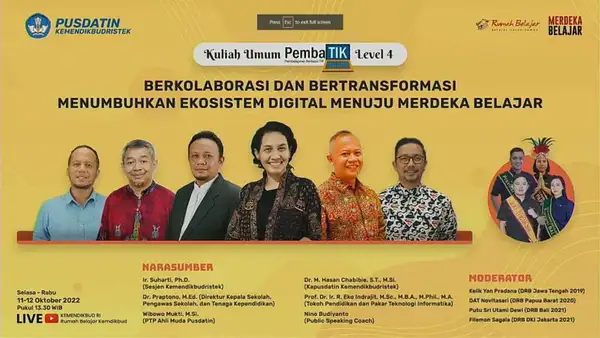 PUSDATIN
KEMENDIKBUDRISTEK
Press Esc to exit full screen
Rumah Belajar
MERDEKA
BELAJAR
Kuliah Umum PembaTIK Level 4
BERKOLABORASI DAN BERTRANSFORMASI
MENUMBUHKAN EKOSISTEM DIGITAL MENUJU MERDEKA BELAJAR
Selasa - Rabu
11-12 Oktober 2022
Pukul 13.30 WIB
LIVE
KEMENDIKBUD RI
Rumah Belajar Kemdikbud
NARASUMBER
Ir. Suharti, Ph.D.
(Sesjen Kemendikbudristek)
Dr. Praptono, M.Ed. (Direktur Kepala Sekolah,
Pengawas Sekolah, dan Tenaga Kependidikan)
Wibowo Mukti, M.Si.
(PTP Ahli Muda Pusdatin)
Dr. M. Hasan Chabibie, S.T., M.Si.
(Kapusdatin Kemendikbudristek)
Prof. Dr. Ir. R. Eko Indrajit, M.Sc., M.B.A., M.Phil., M.A.
(Tokoh Pendidikan dan Pakar Teknologi Informatika)
Nino Budiyanto
(Public Speaking Coach)
MODERATOR
Kelik Yan Pradana (DRB Jawa Tengah 2019)
DAT Novitaseri (DRB Papua Barat 2020)
Putu Sri Utami Dewi (DRB Bali 2021)
Filemon Sagala (DRB DKI Jakarta 2021)